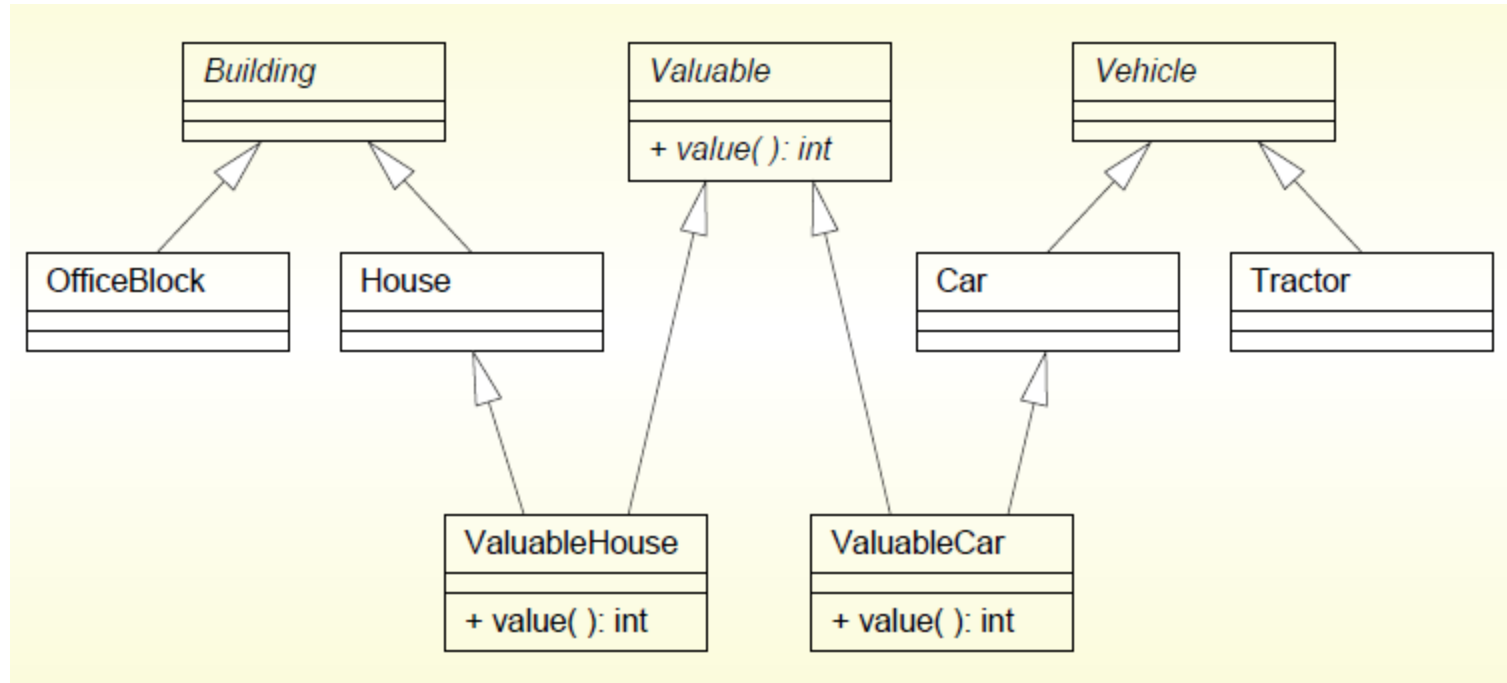 Building
Valuable
+ value( ): int
Vehicle
OfficeBlock
House
Car
Tractor
ValuableHouse
+ value( ): int
ValuableCar
+ value( ): int